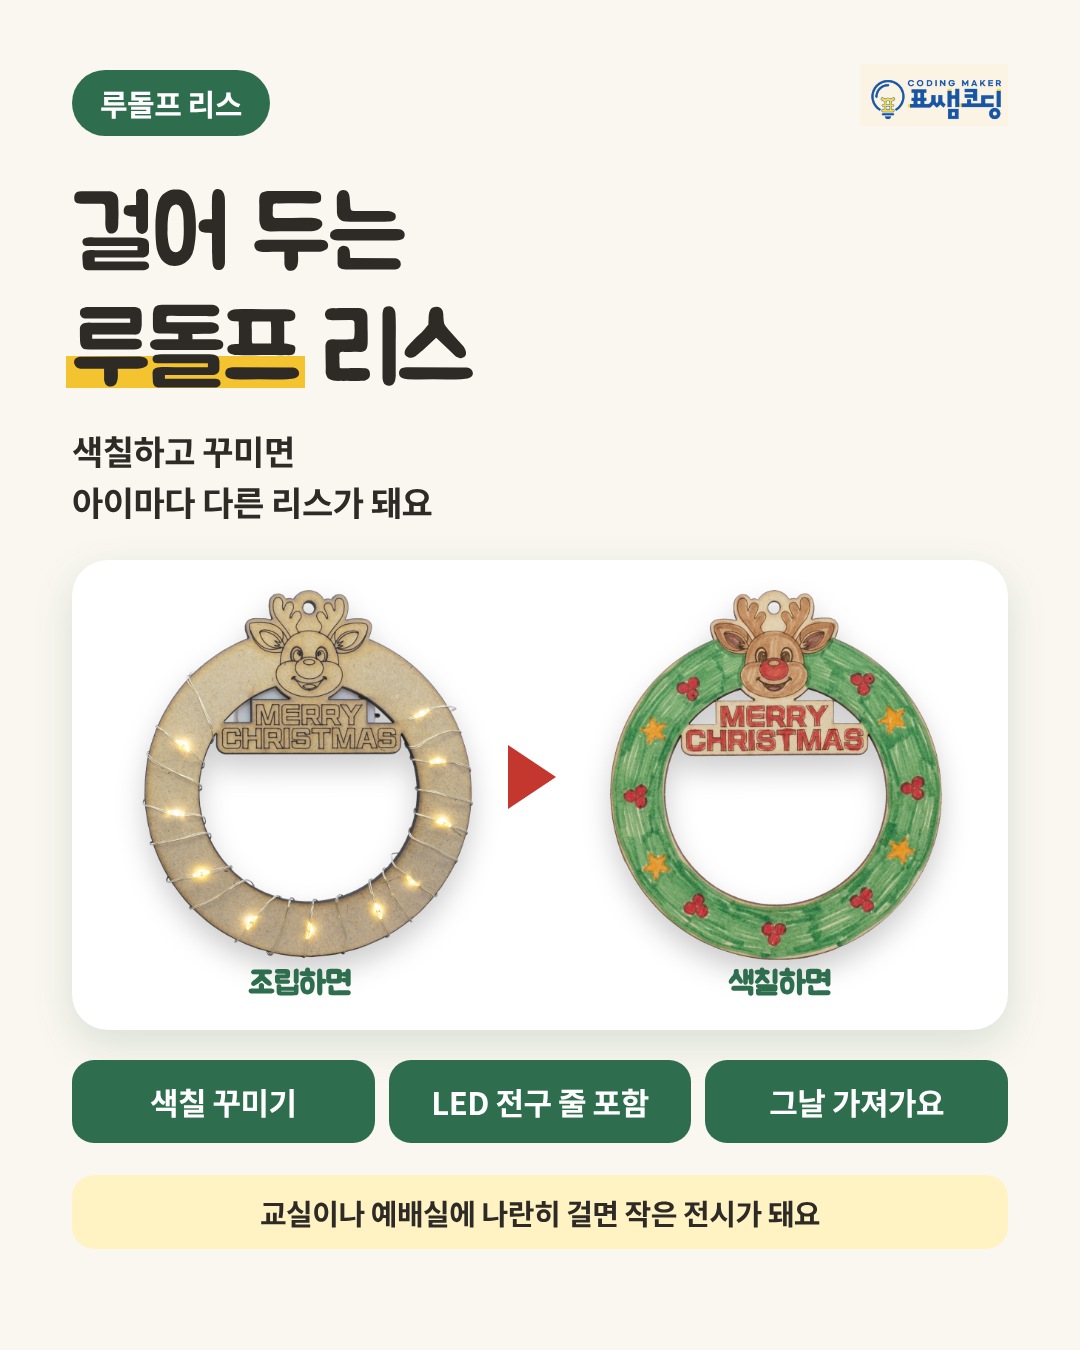 루돌프 리스
CODING MAKER
표쌤코딩
걸어 두는
루돌프 리스
색칠하고 꾸미면
아이마다 다른 리스가 돼요
MERRY
CHRISTMAS
MERRY
CHRISTMAS
조립하면
색칠하면
색칠 꾸미기
LED 전구 줄 포함
그날 가져가요
교실이나 예배실에 나란히 걸면 작은 전시가 돼요